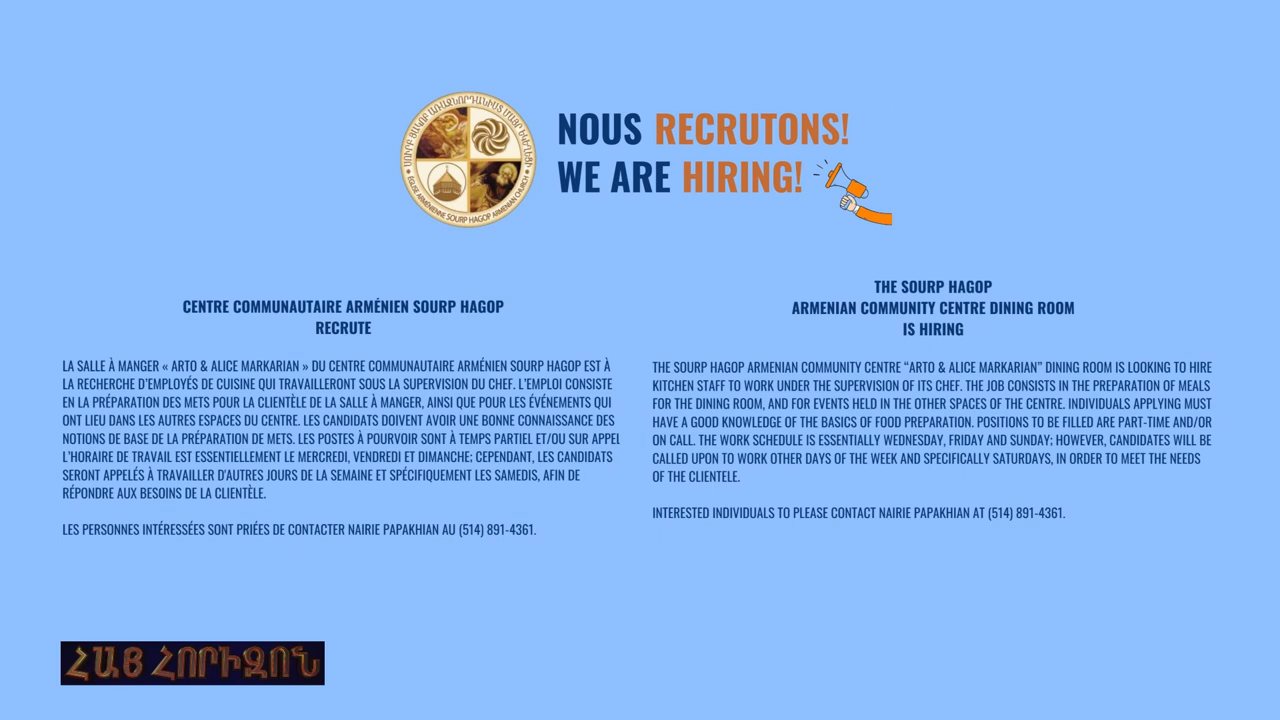 ՍՈՒՐԲ ՅԱԿՈԲ ԱՌԱՋՆՈՐԴԱՆԻՍՏ ՄԱՅՐ ԵԿԵՂԵՑԻ
ÉGLISE ARMÉNIENNE SOURP HAGOP ARMENIAN CHURCH
NOUS RECRUTONS!
WE ARE HIRING!
CENTRE COMMUNAUTAIRE ARMÉNIEN SOURP HAGOP
RECRUTE
LA SALLE À MANGER « ARTO & ALICE MARKARIAN » DU CENTRE COMMUNAUTAIRE ARMÉNIEN SOURP HAGOP EST À
LA RECHERCHE D'EMPLOYÉS DE CUISINE QUI TRAVAILLERONT SOUS LA SUPERVISION DU CHEF. L'EMPLOI CONSISTE
EN LA PRÉPARATION DES METS POUR LA CLIENTÈLE DE LA SALLE À MANGER, AINSI QUE POUR LES ÉVÉNEMENTS QUI
ONT LIEU DANS LES AUTRES ESPACES DU CENTRE. LES CANDIDATS DOIVENT AVOIR UNE BONNE CONNAISSANCE DES
NOTIONS DE BASE DE LA PRÉPARATION DE METS. LES POSTES À POURVOIR SONT À TEMPS PARTIEL ET/OU SUR APPEL
L'HORAIRE DE TRAVAIL EST ESSENTIELLEMENT LE MERCREDI, VENDREDI ET DIMANCHE; CEPENDANT, LES CANDIDATS
SERONT APPELÉS À TRAVAILLER D'AUTRES JOURS DE LA SEMAINE ET SPÉCIFIQUEMENT LES SAMEDIS, AFIN DE
RÉPONDRE AUX BESOINS DE LA CLIENTÈLE.
LES PERSONNES INTÉRESSÉES SONT PRIÉES DE CONTACTER NAIRIE PAPAKHIAN AU (514) 891-4361.
THE SOURP HAGOP
ARMENIAN COMMUNITY CENTRE DINING ROOM
IS HIRING
THE SOURP HAGOP ARMENIAN COMMUNITY CENTRE “ARTO & ALICE MARKARIAN” DINING ROOM IS LOOKING TO HIRE
KITCHEN STAFF TO WORK UNDER THE SUPERVISION OF ITS CHEF. THE JOB CONSISTS IN THE PREPARATION OF MEALS
FOR THE DINING ROOM, AND FOR EVENTS HELD IN THE OTHER SPACES OF THE CENTRE. INDIVIDUALS APPLYING MUST
HAVE A GOOD KNOWLEDGE OF THE BASICS OF FOOD PREPARATION. POSITIONS TO BE FILLED ARE PART-TIME AND/OR
ON CALL. THE WORK SCHEDULE IS ESSENTIALLY WEDNESDAY, FRIDAY AND SUNDAY; HOWEVER, CANDIDATES WILL BE
CALLED UPON TO WORK OTHER DAYS OF THE WEEK AND SPECIFICALLY SATURDAYS, IN ORDER TO MEET THE NEEDS
OF THE CLIENTELE.
INTERESTED INDIVIDUALS TO PLEASE CONTACT NAIRIE PAPAKHIAN AT (514) 891-4361.
ՀԱՅ ՀՈՐԻԶՈՆ